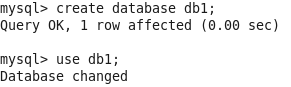 mysql> create database db1;
Query OK, 1 row affected (0.00 sec)
mysql> use db1;
Database changed